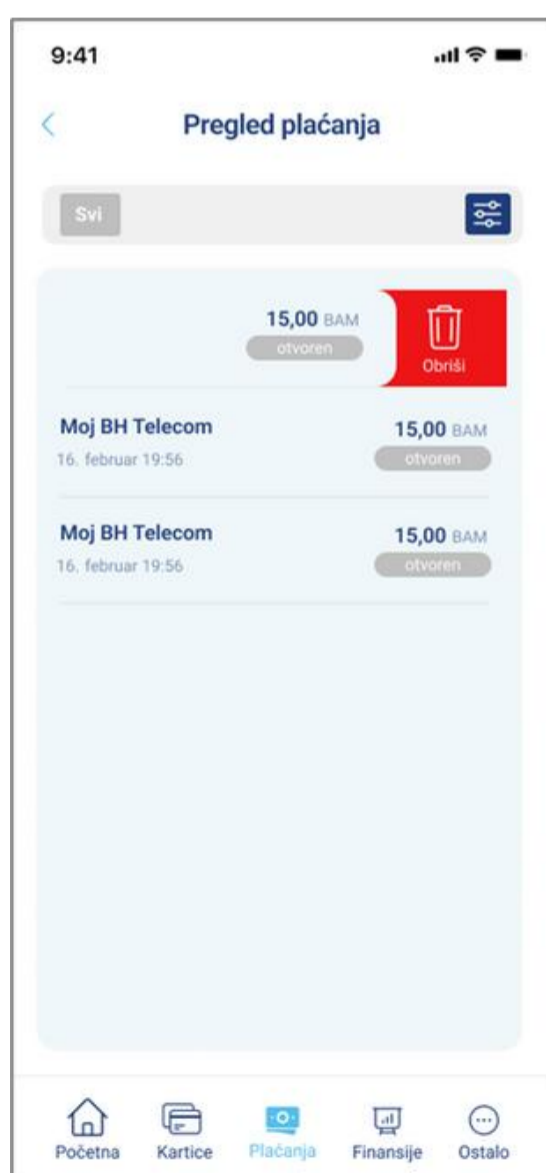 9:41
Pregled plaćanja
Svi
15,00 BAM
otvoren
Obriši
Moj BH Telecom
15,00 BAM
16. februar 19:56
otvoren
Moj BH Telecom
15,00 BAM
16. februar 19:56
otvoren
Početna
Kartice
Plaćanja
Finansije
Ostalo